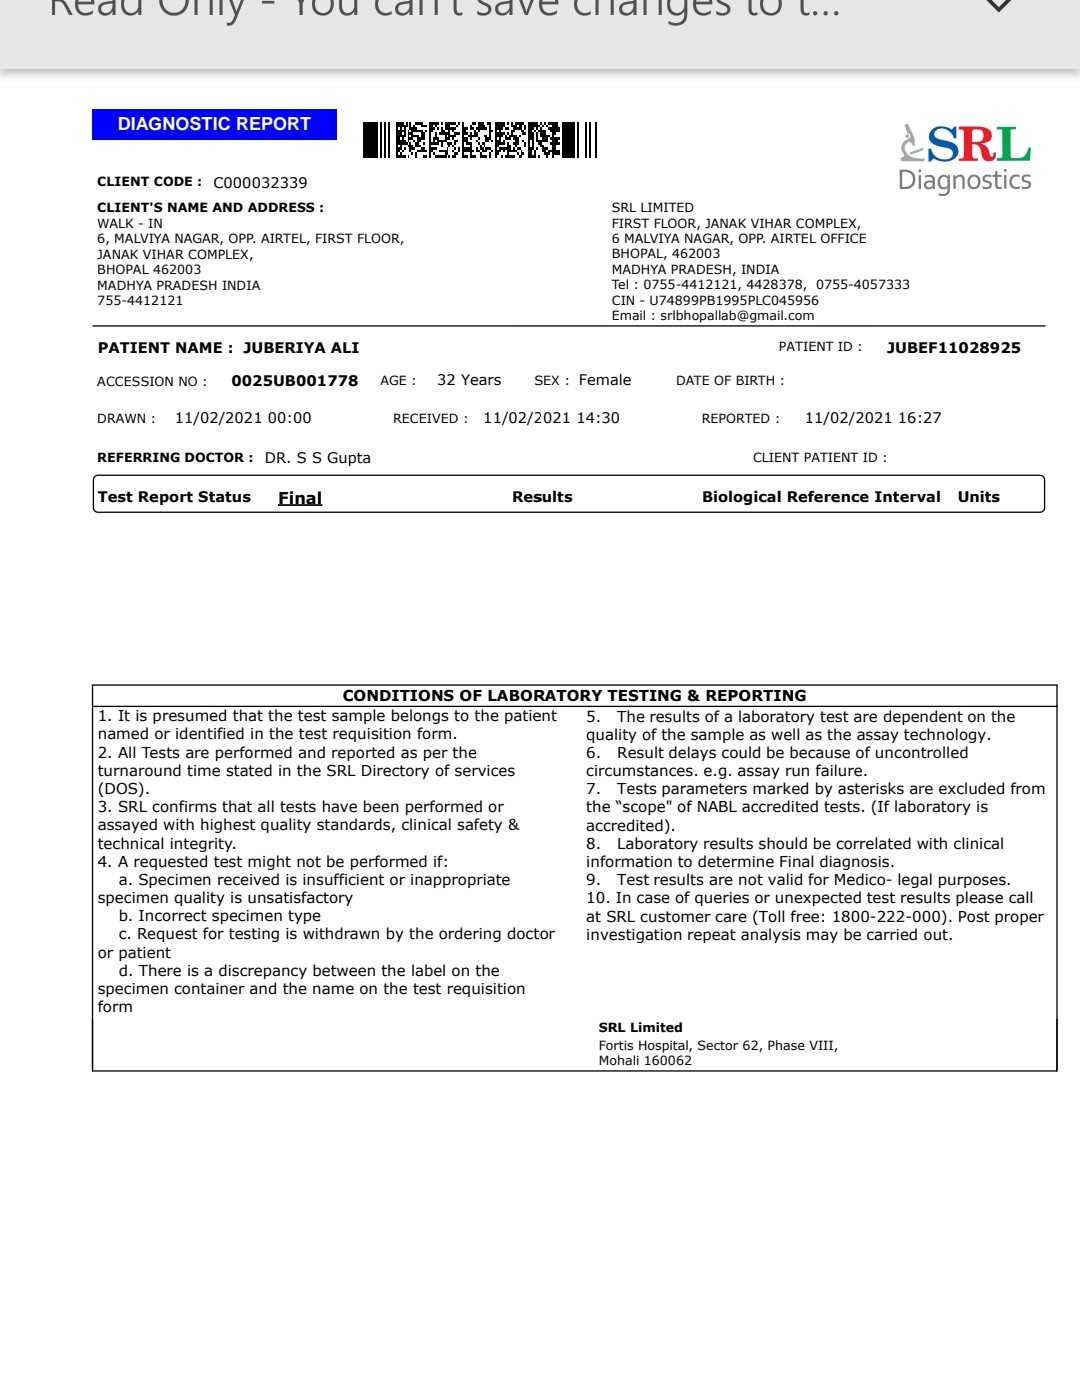 Read Only - You can't save changes to t...
DIAGNOSTIC REPORT
SRL
Diagnostics
CLIENT CODE : C000032339
CLIENT'S NAME AND ADDRESS :
WALK - IN
6, MALVIYA NAGAR, OPP. AIRTEL, FIRST FLOOR,
JANAK VIHAR COMPLEX,
BHOPAL 462003
MADHYA PRADESH INDIA
755-4412121
SRL LIMITED
FIRST FLOOR, JANAK VIHAR COMPLEX,
6 MALVIYA NAGAR, OPP. AIRTEL OFFICE
BHOPAL, 462003
MADHYA PRADESH, INDIA
Tel : 0755-4412121, 4428378, 0755-4057333
CIN - U74899PB1995PLC045956
Email : srlbhopallab@gmail.com
PATIENT NAME : JUBERIYA ALI PATIENT ID : JUBEF11028925
ACCESSION NO : 0025UB001778 AGE : 32 Years SEX : Female DATE OF BIRTH :
DRAWN : 11/02/2021 00:00 RECEIVED : 11/02/2021 14:30 REPORTED : 11/02/2021 16:27
REFERRING DOCTOR : DR. S S Gupta CLIENT PATIENT ID :
Test Report Status Final Results Biological Reference Interval Units
CONDITIONS OF LABORATORY TESTING & REPORTING
1. It is presumed that the test sample belongs to the patient
named or identified in the test requisition form.
2. All Tests are performed and reported as per the
turnaround time stated in the SRL Directory of services
(DOS).
3. SRL confirms that all tests have been performed or
assayed with highest quality standards, clinical safety &
technical integrity.
4. A requested test might not be performed if:
a. Specimen received is insufficient or inappropriate
specimen quality is unsatisfactory
b. Incorrect specimen type
c. Request for testing is withdrawn by the ordering doctor
or patient
d. There is a discrepancy between the label on the
specimen container and the name on the test requisition
form
5. The results of a laboratory test are dependent on the
quality of the sample as well as the assay technology.
6. Result delays could be because of uncontrolled
circumstances. e.g. assay run failure.
7. Tests parameters marked by asterisks are excluded from
the "scope" of NABL accredited tests. (If laboratory is
accredited).
8. Laboratory results should be correlated with clinical
information to determine Final diagnosis.
9. Test results are not valid for Medico- legal purposes.
10. In case of queries or unexpected test results please call
at SRL customer care (Toll free: 1800-222-000). Post proper
investigation repeat analysis may be carried out.
SRL Limited
Fortis Hospital, Sector 62, Phase VIII,
Mohali 160062